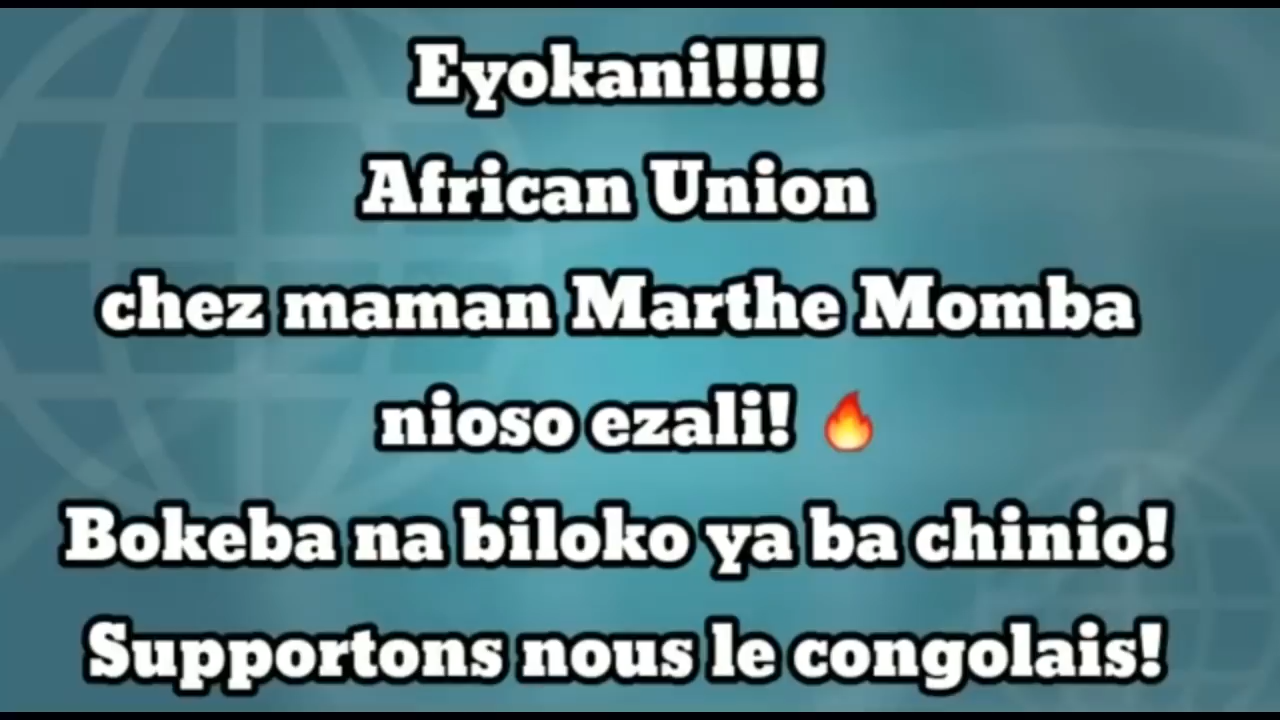 Eyokani!!!!
African Union
chez maman Marthe Momba
nioso ezali! 🔥
Bokeba na biloko ya ba chinio!
Supportons nous le congolais!